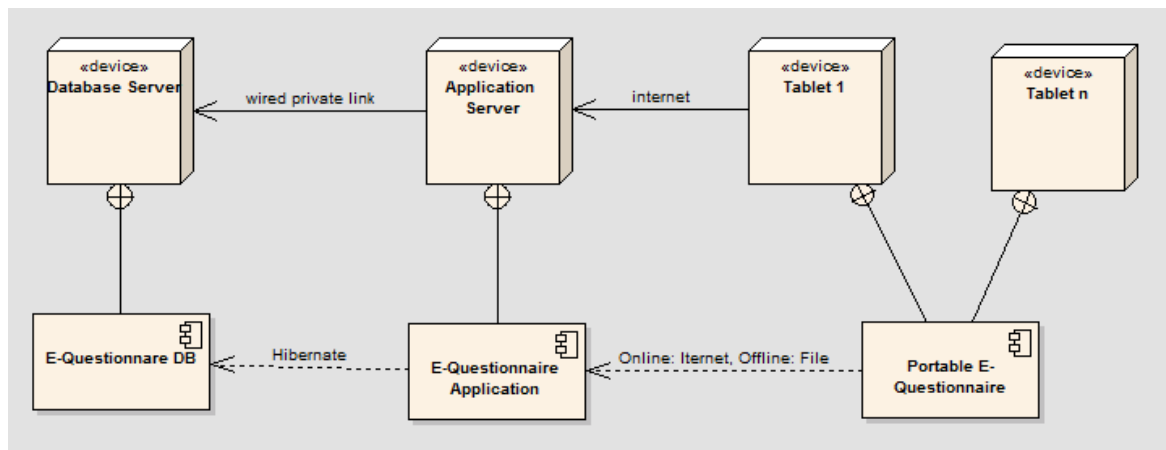 «device»
Database Server
wired private link
«device»
Application
Server
internet
«device»
Tablet 1
«device»
Tablet n
E-Questionnare DB
Hibernate
E-Questionnaire
Application
Online: Iternet, Offline: File
Portable E-
Questionnaire